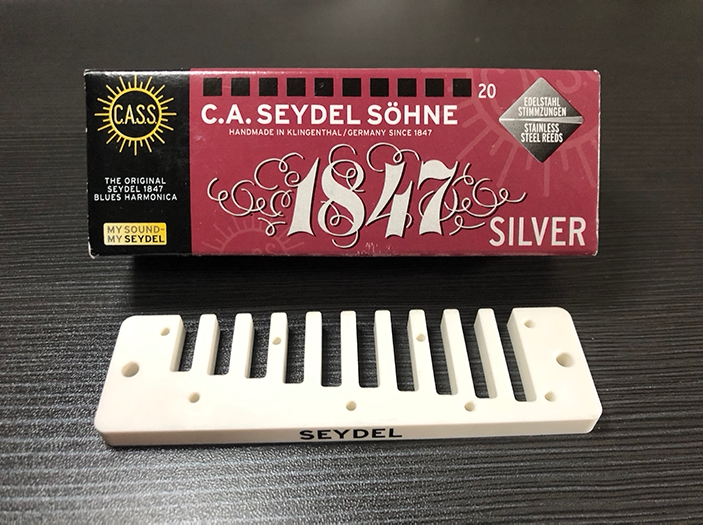 C.A.S.S.
THE ORIGINAL
SEYDEL 1847
BLUES HARMONICA
MY SOUND-
MY SEYDEL
20
C.A. SEYDEL SÖHNE
HANDMADE IN KLINGENTHAL/GERMANY SINCE 1847
1847
SILVER
EDELSTAHL
STIMMZUNGEN
STAINLESS
STEEL REEDS
C.A.S.S.
C.A.S.S.
SEYDEL